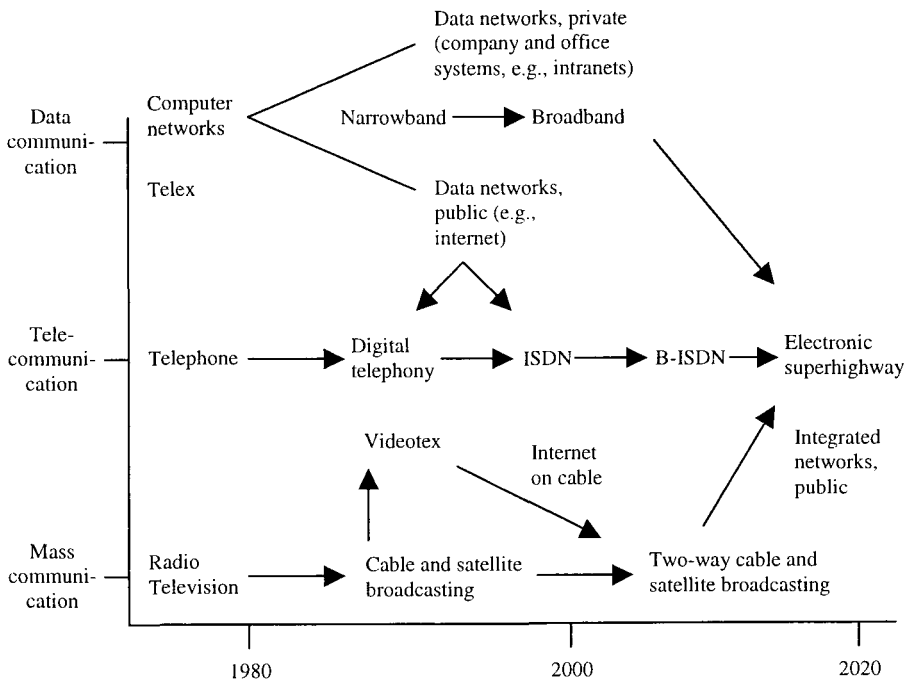 Data networks, private
(company and office
systems, e.g., intranets)
Data
communi-
cation
Computer
networks
Narrowband
Broadband
Telex
Data networks,
public (e.g.,
internet)
Tele-
communi-
cation
Telephone
Digital
telephony
ISDN
B-ISDN
Electronic
superhighway
Videotex
Internet
on cable
Integrated
networks,
public
Mass
communi-
cation
Radio
Television
Cable and satellite
broadcasting
Two-way cable and
satellite broadcasting
1980
2000
2020